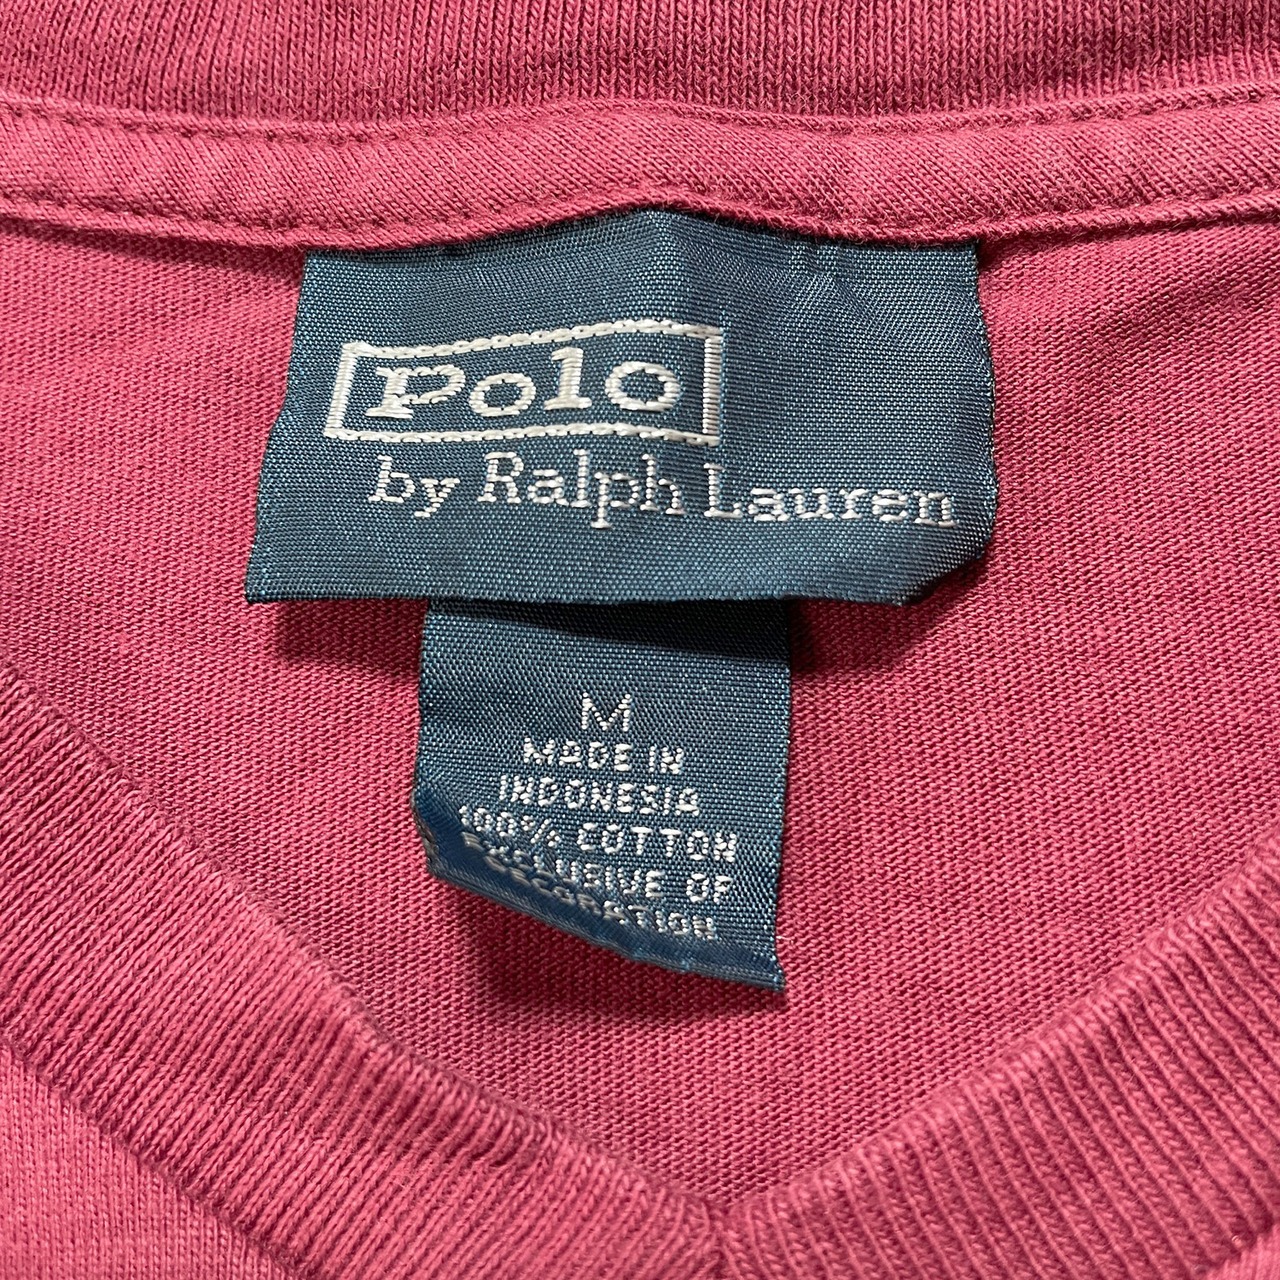 Polo
by Ralph Lauren
M
MADE IN
INDONESIA
100% COTTON
EXCLUSIVE OF
DECORATION